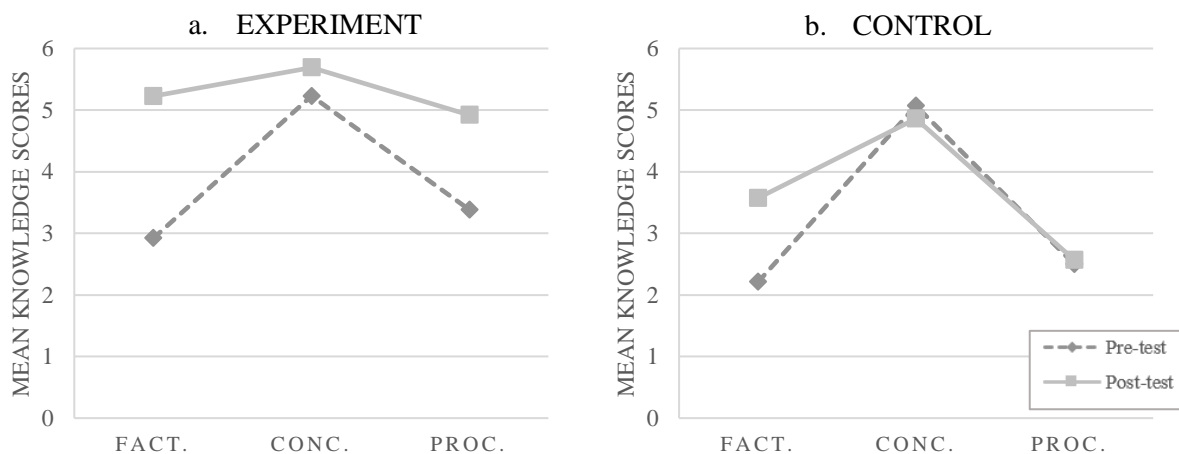 a. EXPERIMENT
MEAN KNOWLEDGE SCORES
6
5
4
3
2
1
0
FACT. CONC. PROC.
b. CONTROL
MEAN KNOWLEDGE SCORES
6
5
4
3
2
1
0
FACT. CONC. PROC.
Pre-test
Post-test